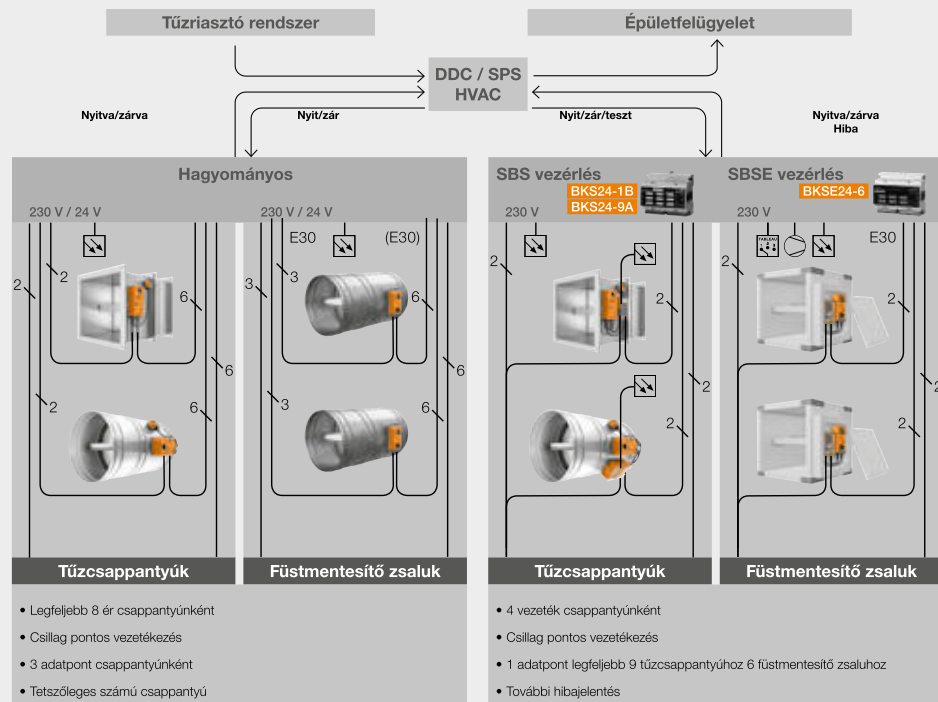 Tűzriasztó rendszer
Épületfelügyelet
DDC / SPS
HVAC
Nyitva/zárva
Nyit/zár
Nyit/zár/teszt
Nyitva/zárva
Hiba
Hagyományos
SBS vezérlés
BKS24-1B
BKS24-9A
SBSE vezérlés
BKSE24-6
230 V / 24 V
230 V / 24 V
230 V
230 V
E30
(E30)
TABLEAU
E30
2
2
6
3
3
6
2
2
2
2
6
6
2
2
2
6
3
6
2
2
Tűzcsappantyúk
Füstmentesítő zsaluk
Tűzcsappantyúk
Füstmentesítő zsaluk
• Legfeljebb 8 ér csappantyúnként
• Csillag pontos vezetékezés
• 3 adatpont csappantyúnként
• Tetszőleges számú csappantyú
• 4 vezeték csappantyúnként
• Csillag pontos vezetékezés
• 1 adatpont legfeljebb 9 tűzcsappantyúhoz 6 füstmentesítő zsaluhoz
• További hibajelentés